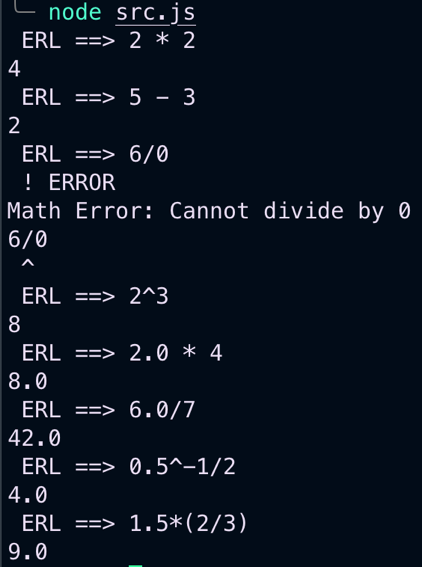 node src.js
ERL ==> 2 * 2
4
ERL ==> 5 - 3
2
ERL ==> 6/0
! ERROR
Math Error: Cannot divide by 0
6/0
^
ERL ==> 2^3
8
ERL ==> 2.0 * 4
8.0
ERL ==> 6.0/7
42.0
ERL ==> 0.5^-1/2
4.0
ERL ==> 1.5*(2/3)
9.0